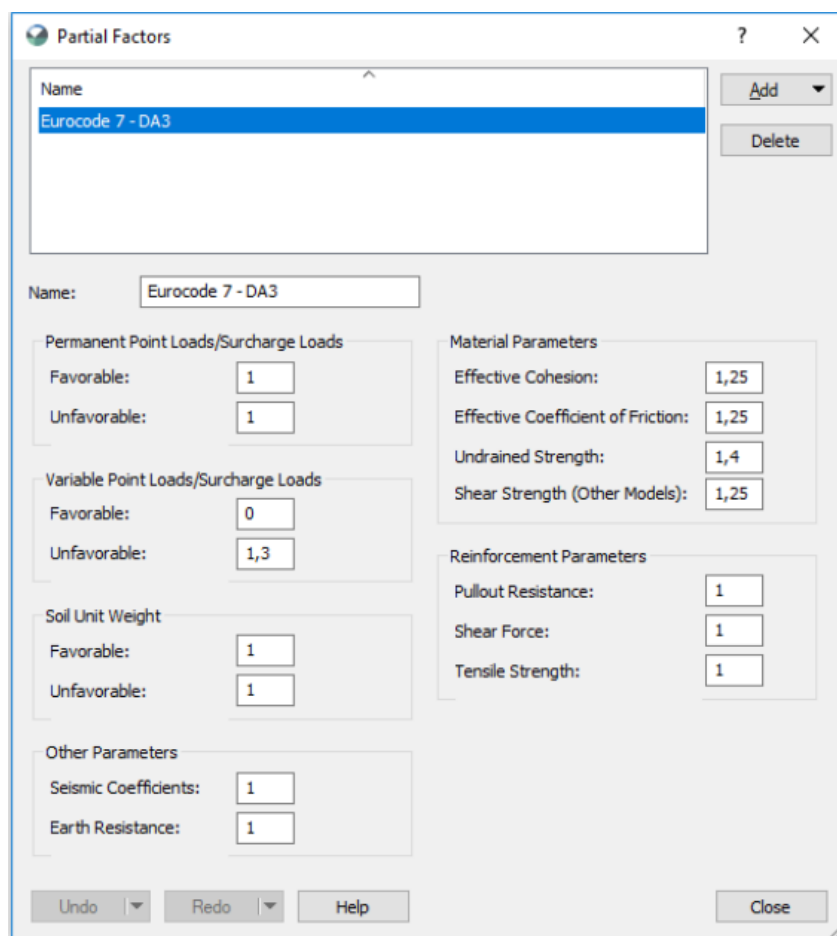 Partial Factors
?
Name
Add
Eurocode 7 - DA3
Delete
Name: Eurocode 7 - DA3
Permanent Point Loads/Surcharge Loads
Favorable: 1
Unfavorable: 1
Variable Point Loads/Surcharge Loads
Favorable: 0
Unfavorable: 1,3
Soil Unit Weight
Favorable: 1
Unfavorable: 1
Other Parameters
Seismic Coefficients: 1
Earth Resistance: 1
Material Parameters
Effective Cohesion: 1,25
Effective Coefficient of Friction: 1,25
Undrained Strength: 1,4
Shear Strength (Other Models): 1,25
Reinforcement Parameters
Pullout Resistance: 1
Shear Force: 1
Tensile Strength: 1
Undo
Redo
Help
Close